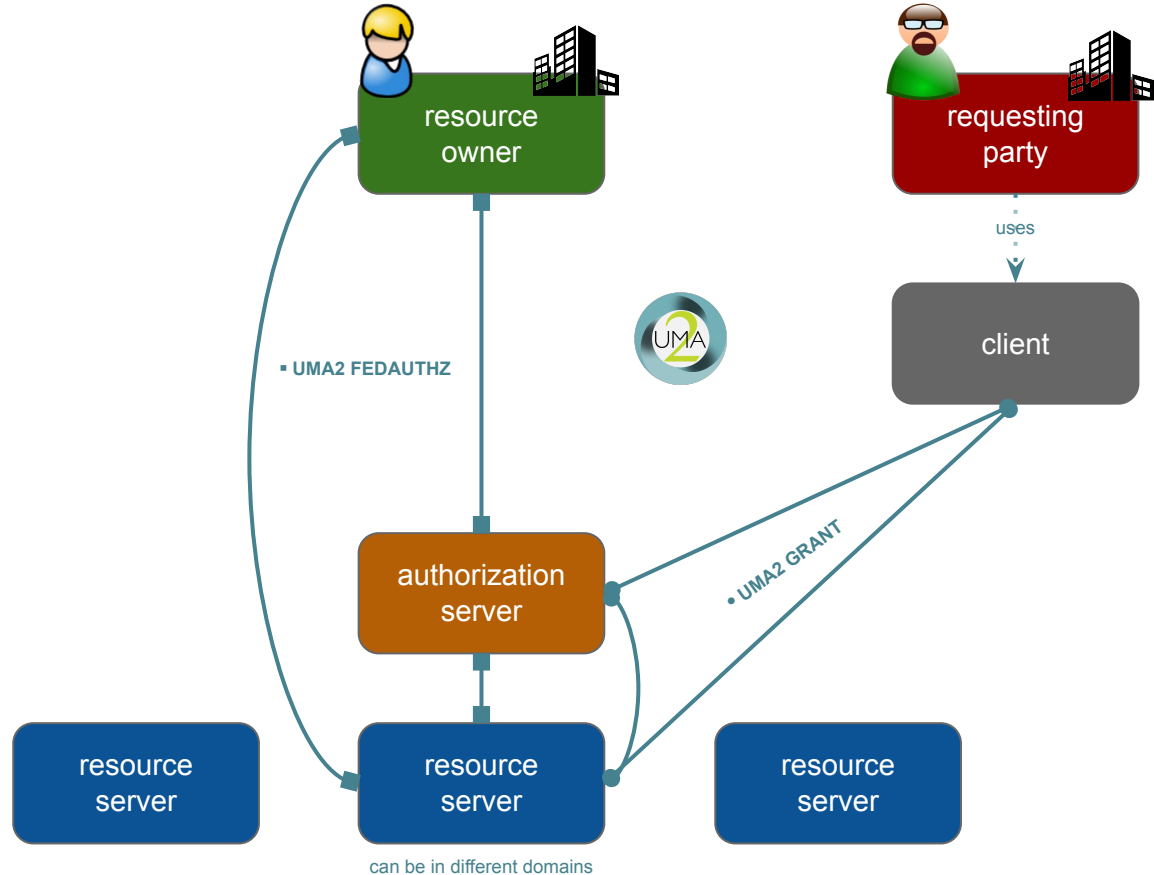 resource
owner
requesting
party
uses
UMA
2
client
▪ UMA2 FEDAUTHZ
• UMA2 GRANT
authorization
server
resource
server
resource
server
resource
server
can be in different domains